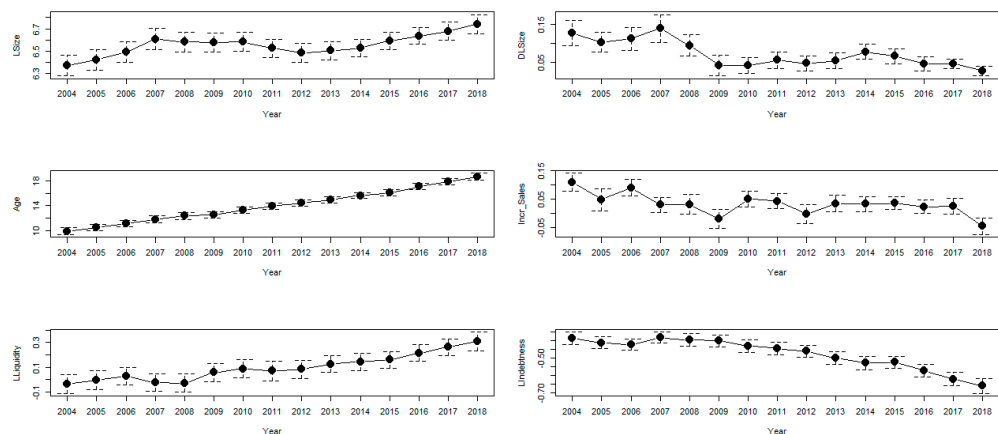 LSize
6.3 6.5 6.7
2004 2005 2006 2007 2008 2009 2010 2011 2012 2013 2014 2015 2016 2017 2018
Year
DLSize
0.05 0.15
2004 2005 2006 2007 2008 2009 2010 2011 2012 2013 2014 2015 2016 2017 2018
Year
Age
10 14 18
2004 2005 2006 2007 2008 2009 2010 2011 2012 2013 2014 2015 2016 2017 2018
Year
Incr_Sales
-0.05 0.05 0.15
2004 2005 2006 2007 2008 2009 2010 2011 2012 2013 2014 2015 2016 2017 2018
Year
LLiquidity
-0.1 0.1 0.3
2004 2005 2006 2007 2008 2009 2010 2011 2012 2013 2014 2015 2016 2017 2018
Year
LIndebtness
-0.70 -0.50
2004 2005 2006 2007 2008 2009 2010 2011 2012 2013 2014 2015 2016 2017 2018
Year